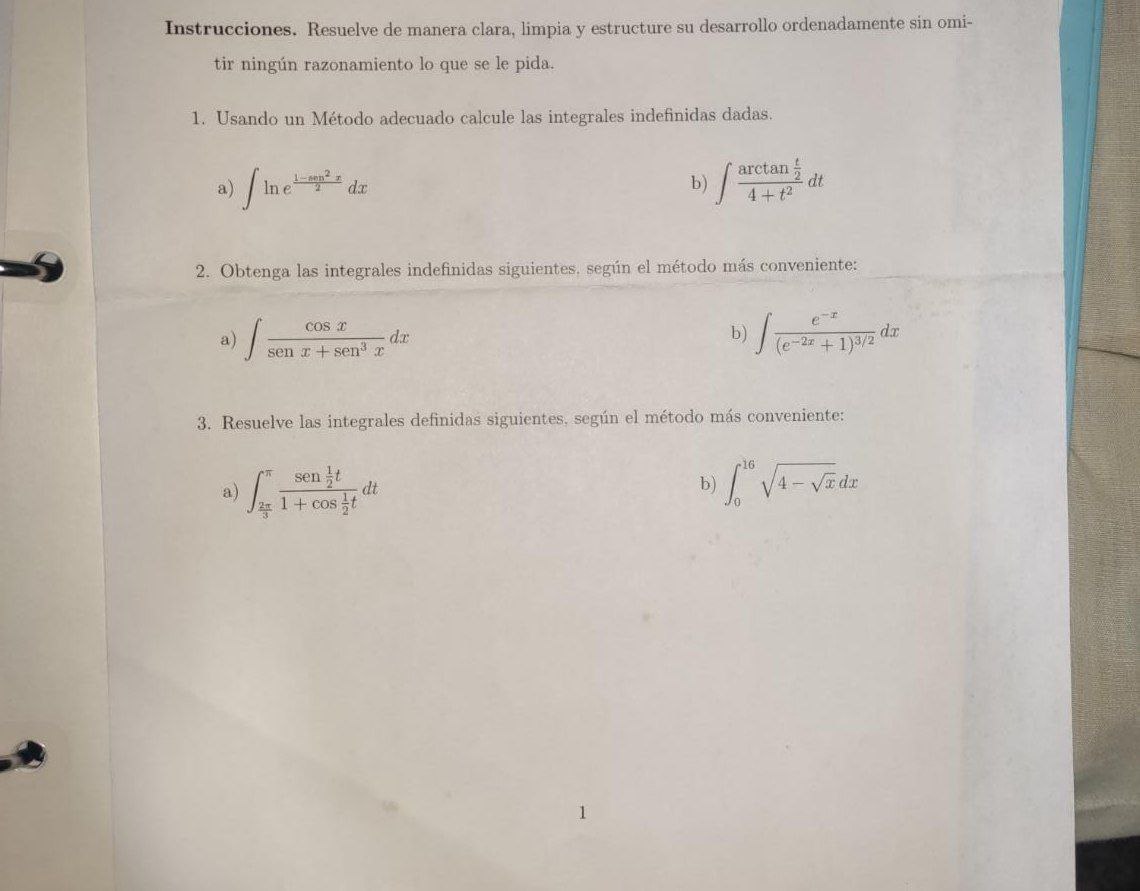 Instrucciones. Resuelve de manera clara, limpia y estructure su desarrollo ordenadamente sin omi-
tir ningún razonamiento lo que se le pida.
1. Usando un Método adecuado calcule las integrales indefinidas dadas.
a) $\int \ln e^{\frac{1-\text{sen}^2 x}{2}} \, dx$ b) $\int \frac{\arctan \frac{t}{2}}{4+t^2} \, dt$
2. Obtenga las integrales indefinidas siguientes, según el método más conveniente:
a) $\int \frac{\cos x}{\text{sen } x + \text{sen}^3 x} \, dx$ b) $\int \frac{e^{-x}}{(e^{-2x}+1)^{3/2}} \, dx$
3. Resuelve las integrales definidas siguientes, según el método más conveniente:
a) $\int_{\frac{2\pi}{3}}^{\pi} \frac{\text{sen } \frac{1}{2}t}{1+\cos \frac{1}{2}t} \, dt$ b) $\int_0^{16} \sqrt{4-\sqrt{x}} \, dx$
1